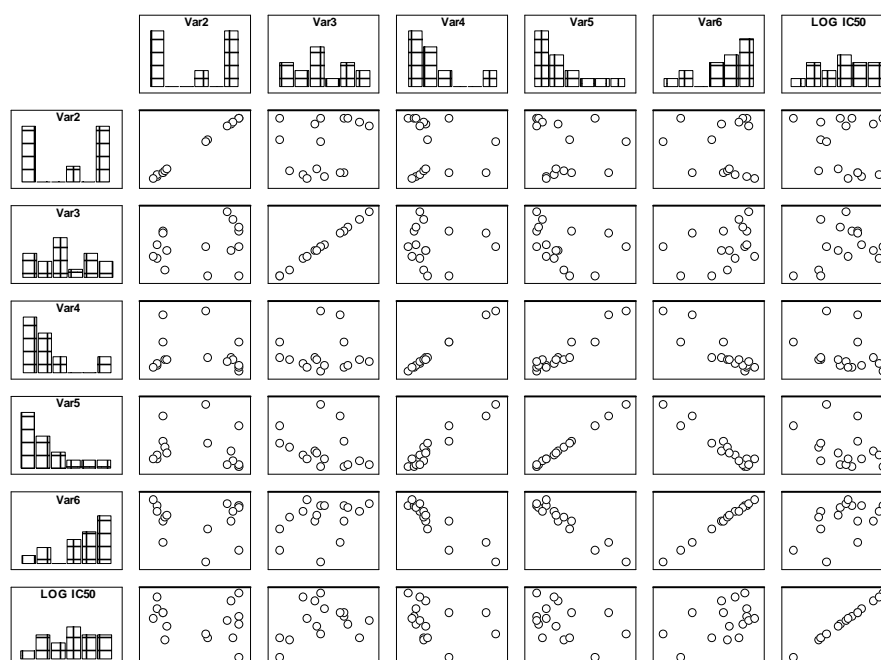 Var2
Var3
Var4
Var5
Var6
LOG IC50
Var2
Var3
Var4
Var5
Var6
LOG IC50